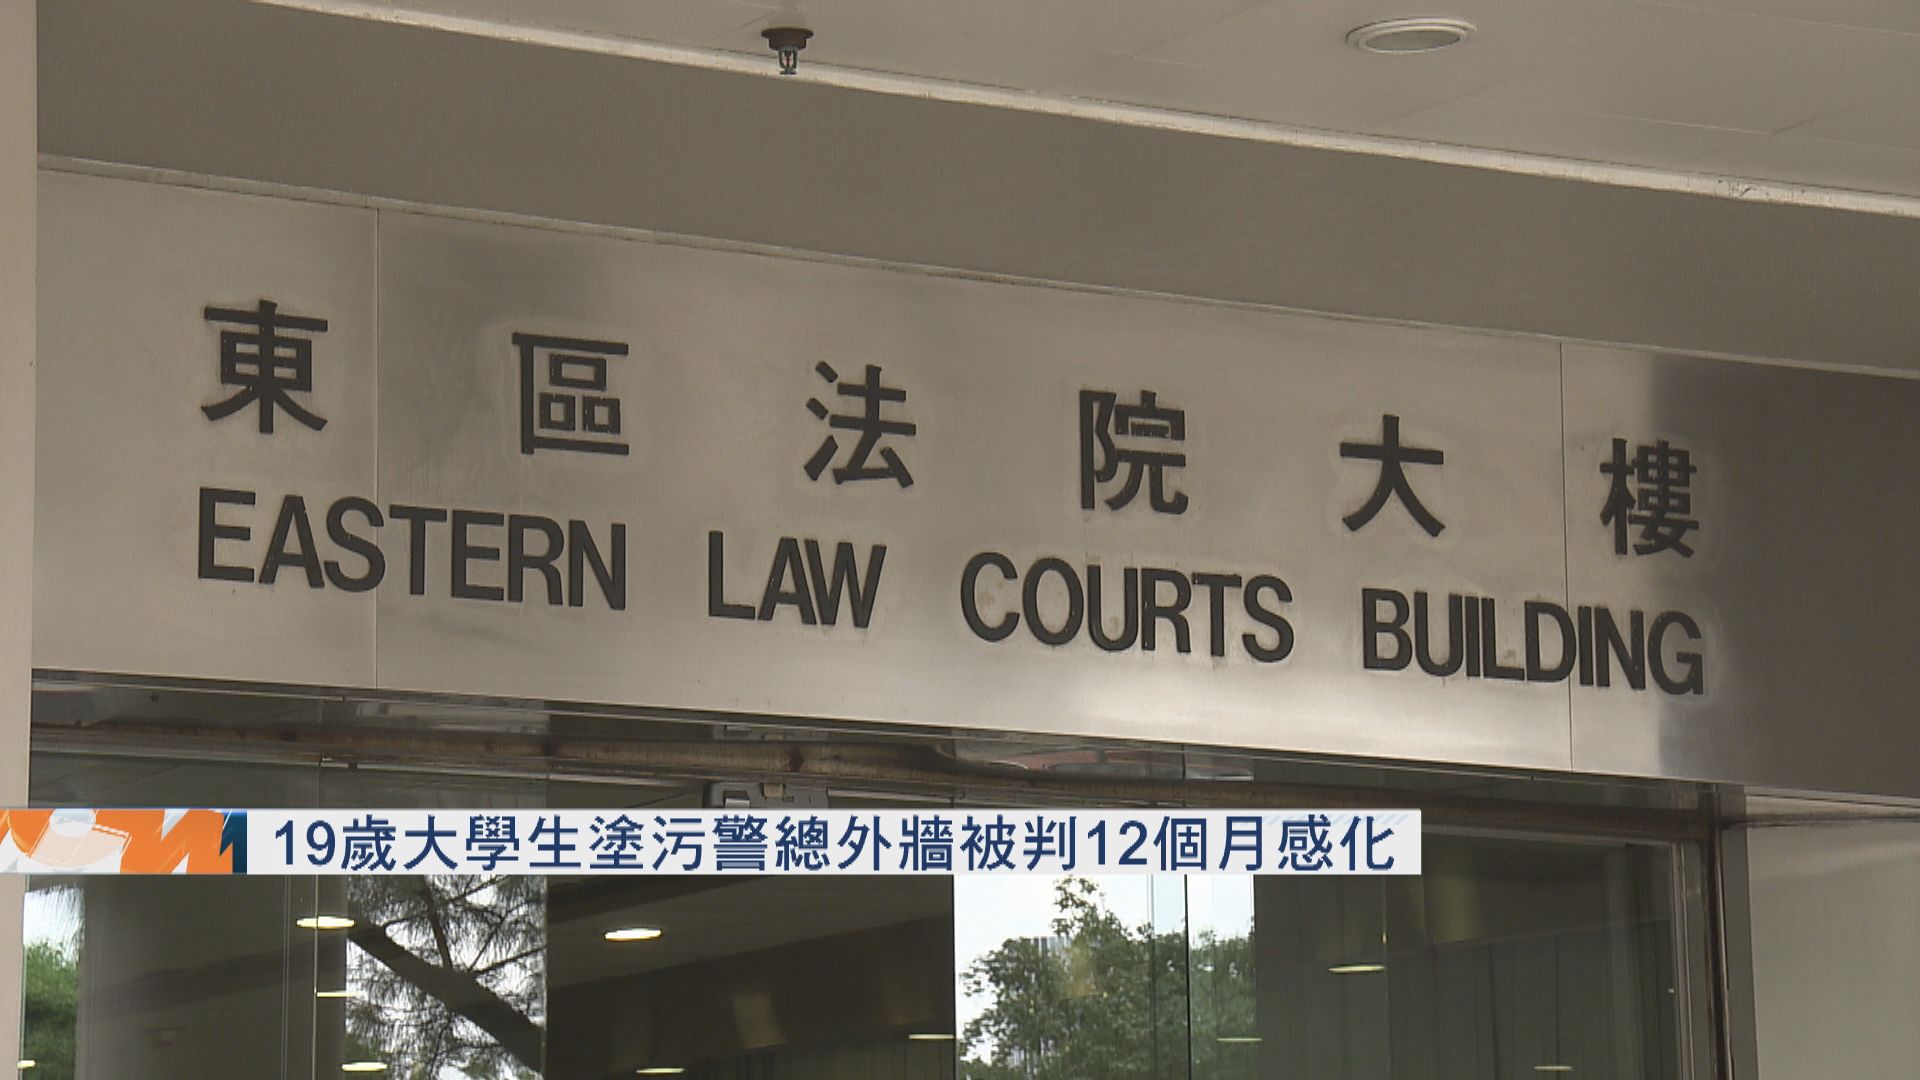 東區法院大樓
EASTERN LAW COURTS BUILDING
19歲大學生塗污警總外牆被判12個月感化